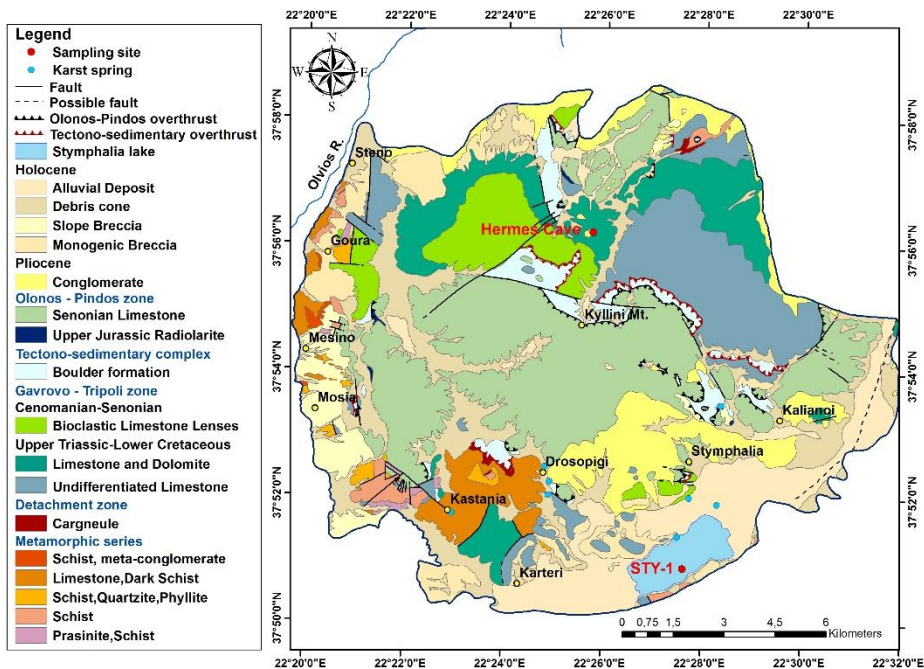 22°20'0"E 22°22'0"E 22°24'0"E 22°26'0"E 22°28'0"E 22°30'0"E
Legend
Sampling site
Karst spring
Fault
Possible fault
Olonos-Pindos overthrust
Tectono-sedimentary overthrust
Stymphalia lake
Holocene
Alluvial Deposit
Debris cone
Slope Breccia
Monogenic Breccia
Pliocene
Conglomerate
Olonos - Pindos zone
Senonian Limestone
Upper Jurassic Radiolarite
Tectono-sedimentary complex
Boulder formation
Gavrovo - Tripoli zone
Cenomanian-Senonian
Bioclastic Limestone Lenses
Upper Triassic-Lower Cretaceous
Limestone and Dolomite
Undifferentiated Limestone
Detachment zone
Cargneule
Metamorphic series
Schist, meta-conglomerate
Limestone,Dark Schist
Schist,Quartzite,Phyllite
Schist
Prasinite,Schist
N
W E
S
37°58'0"N
37°56'0"N
37°54'0"N
37°52'0"N
37°50'0"N
Olvios R.
Steno
Goura
Hermes Cave
Kyllini Mt.
Mesino
Mosia
Kalianoi
Drosopigi
Stymphalia
Kastania
Karteri
STY-1
37°58'0"N
37°56'0"N
37°54'0"N
37°52'0"N
37°50'0"N
0 0,75 1,5 3 4,5 6
Kilometers
22°20'0"E 22°22'0"E 22°24'0"E 22°26'0"E 22°28'0"E 22°30'0"E 22°32'0"E